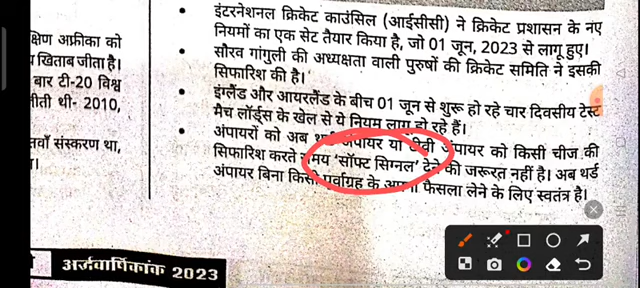 इंटरनेशनल क्रिकेट काउंसिल (आईसीसी) ने क्रिकेट प्रशासन के नए
नियमों का एक सेट तैयार किया है, जो 01 जून, 2023 से लागू हुए।
सौरव गांगुली की अध्यक्षता वाली पुरुषों की क्रिकेट समिति ने इसकी
सिफारिश की है।
इंग्लैंड और आयरलैंड के बीच 01 जून से शुरू हो रहे चार दिवसीय टेस्ट
मैच लॉर्ड्स के खेल से ये नियम लागू हो रहे हैं।
अंपायरों को अब थर्ड अंपायर या टीवी अंपायर को किसी चीज की
सिफारिश करते समय 'सॉफ्ट सिग्नल' देने की जरूरत नहीं है। अब थर्ड
अंपायर बिना किसी पूर्वाग्रह के अपना फैसला लेने के लिए स्वतंत्र है।
क्षिण अफ्रीका को
खिताब जीता है।
बार टी-20 विश्व
ीती थी- 2010,
तवाँ संस्करण था,
अर्द्धवार्षिकांक 2023